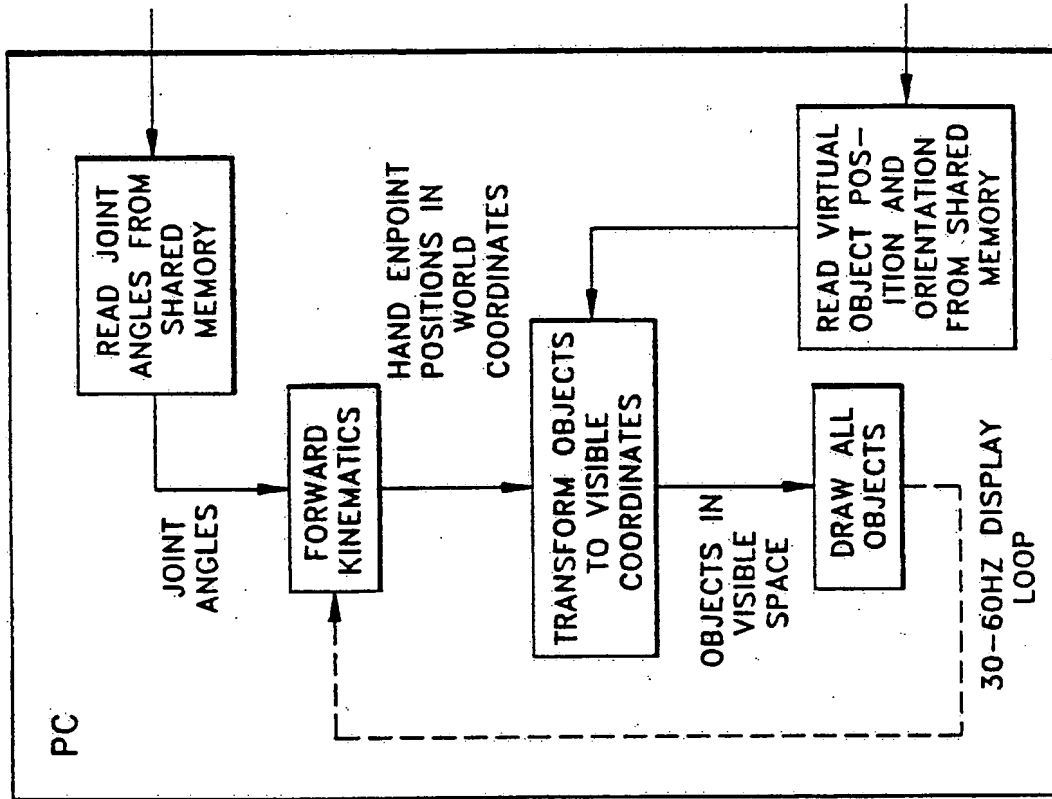 PC
READ JOINT
ANGLES FROM
SHARED
MEMORY
JOINT
ANGLES
FORWARD
KINEMATICS
HAND ENPOINT
POSITIONS IN
WORLD
COORDINATES
TRANSFORM OBJECTS
TO VISIBLE
COORDINATES
READ VIRTUAL
OBJECT POS-
ITION AND
ORIENTATION
FROM SHARED
MEMORY
OBJECTS IN
VISIBLE
SPACE
DRAW ALL
OBJECTS
30-60HZ DISPLAY
LOOP